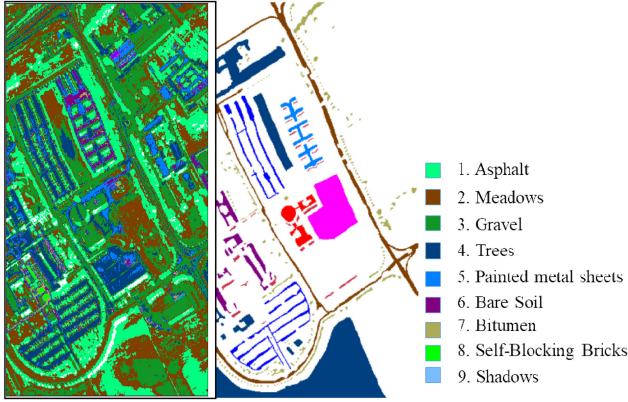 1. Asphalt
2. Meadows
3. Gravel
4. Trees
5. Painted metal sheets
6. Bare Soil
7. Bitumen
8. Self-Blocking Bricks
9. Shadows